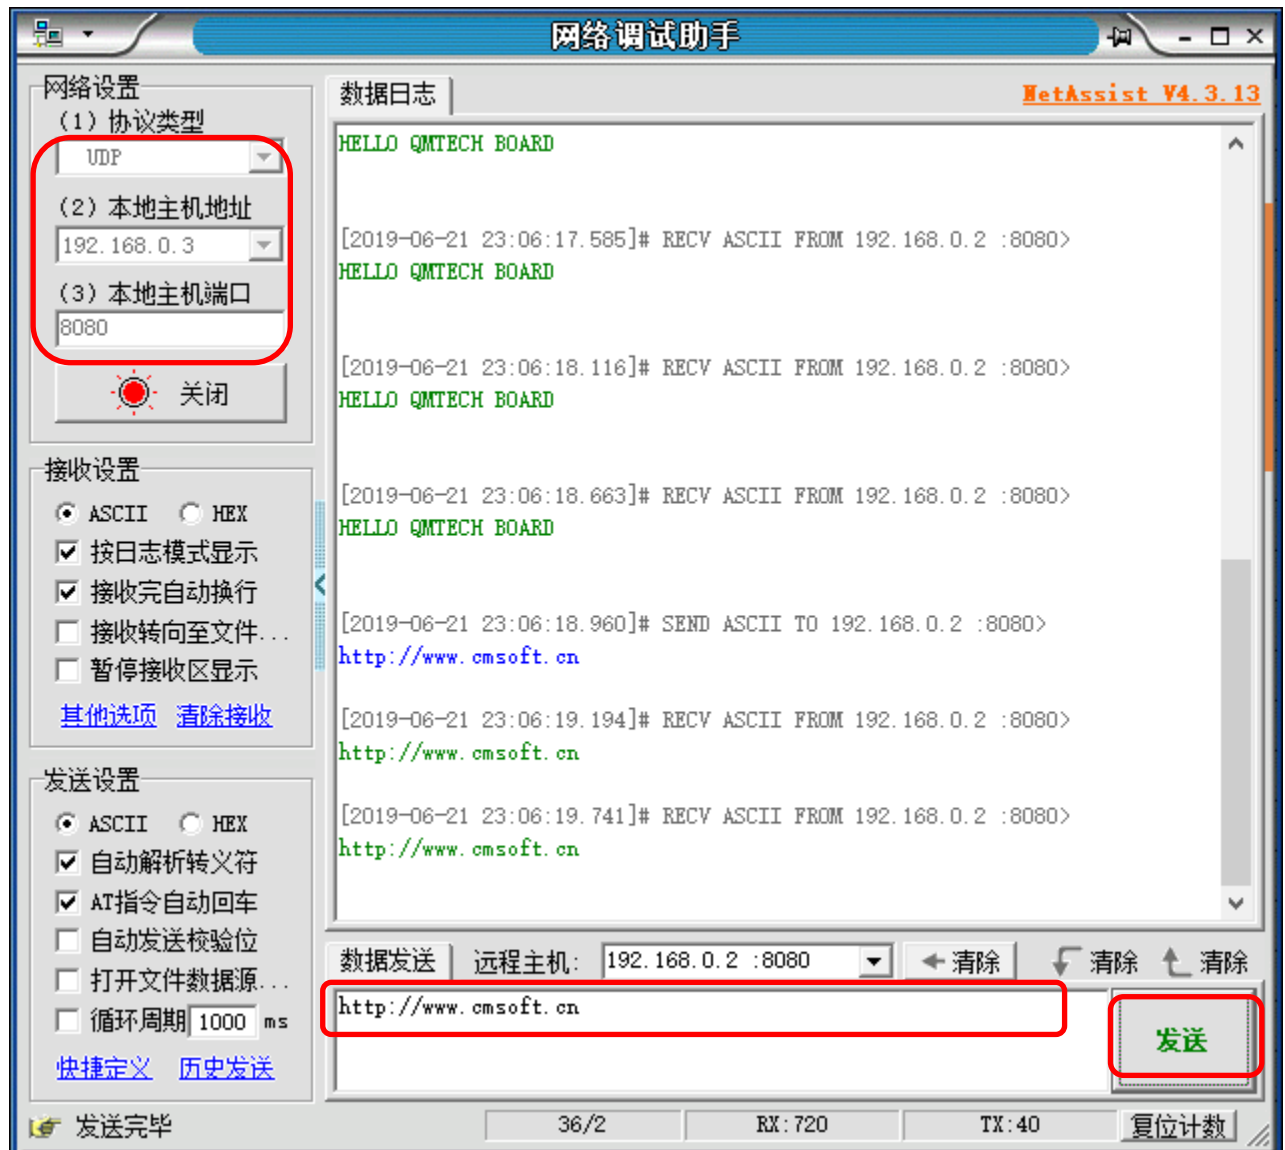 网络调试助手
网络设置
(1) 协议类型
UDP
(2) 本地主机地址
192.168.0.3
(3) 本地主机端口
8080
关闭
接收设置
ASCII HEX
按日志模式显示
接收完自动换行
接收转向至文件...
暂停接收区显示
其他选项 清除接收
发送设置
ASCII HEX
自动解析转义符
AT指令自动回车
自动发送校验位
打开文件数据源...
循环周期 1000 ms
快捷定义 历史发送
数据日志 NetAssist V4.3.13
HELLO QMTECH BOARD
[2019-06-21 23:06:17.585]# RECV ASCII FROM 192.168.0.2 :8080>
HELLO QMTECH BOARD
[2019-06-21 23:06:18.116]# RECV ASCII FROM 192.168.0.2 :8080>
HELLO QMTECH BOARD
[2019-06-21 23:06:18.663]# RECV ASCII FROM 192.168.0.2 :8080>
HELLO QMTECH BOARD
[2019-06-21 23:06:18.960]# SEND ASCII TO 192.168.0.2 :8080>
http://www.cmsoft.cn
[2019-06-21 23:06:19.194]# RECV ASCII FROM 192.168.0.2 :8080>
http://www.cmsoft.cn
[2019-06-21 23:06:19.741]# RECV ASCII FROM 192.168.0.2 :8080>
http://www.cmsoft.cn
数据发送 远程主机: 192.168.0.2 :8080 清除 清除 清除
http://www.cmsoft.cn
发送
发送完毕 36/2 RX:720 TX:40 复位计数